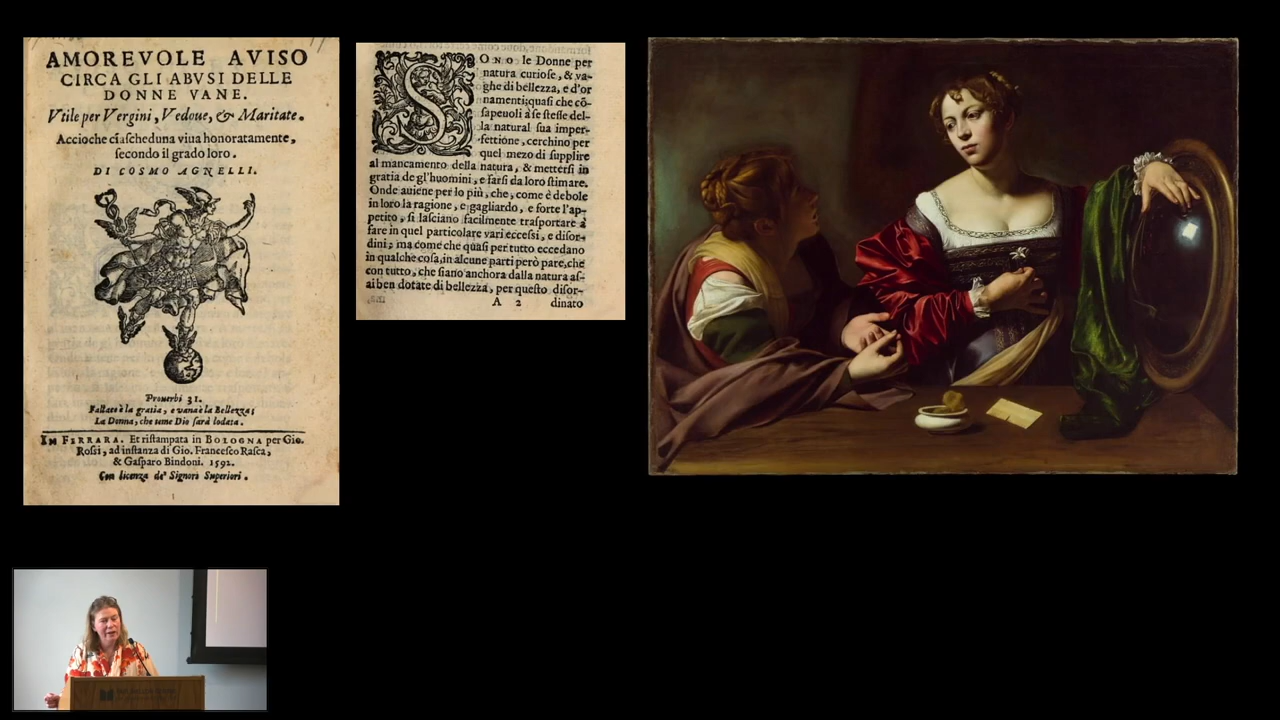 AMOREVOLE AVISO
CIRCA GLI ABVSI DELLE
DONNE VANE.
Vtile per Vergini, Vedoue, & Maritate.
Accioche ciascheduna viua honoratamente,
secondo il grado loro.
DI COSMO AGNELLI.
Prouerbi 31.
Fallace è la gratia, e vana è la Bellezza;
La Donna, che teme Dio sarà lodata.
IN FERRARA. Et ristampata in BOLOGNA per Gio.
Rossi, ad instanza di Gio. Francesco Rasca,
& Gasparo Bindoni. 1592.
Con licenza de' Signori Superiori.
SONO le Donne per
natura curiose, & va-
ghe di bellezza, e d'or
namenti; quasi che cō-
sapeuoli à se stesse del-
la natural sua imper-
fettione, cerchino per
quel mezo di supplire
al mancamento della natura, & mettersi in
gratia de gl'huomini, e farsi da loro stimare.
Onde auiene per lo più, che, come è debole
in loro la ragione, e gagliardo, e forte l'ap-
petito, si lasciano facilmente trasportare à
fare in quel particolare vari eccessi, e disor-
dini; ma come che quasi per tutto eccedano
in qualche cosa, in alcune parti però pare, che
con tutto, che siano anchora dalla natura as-
sai ben dotate di bellezza, per questo disor-
A 2 dinato